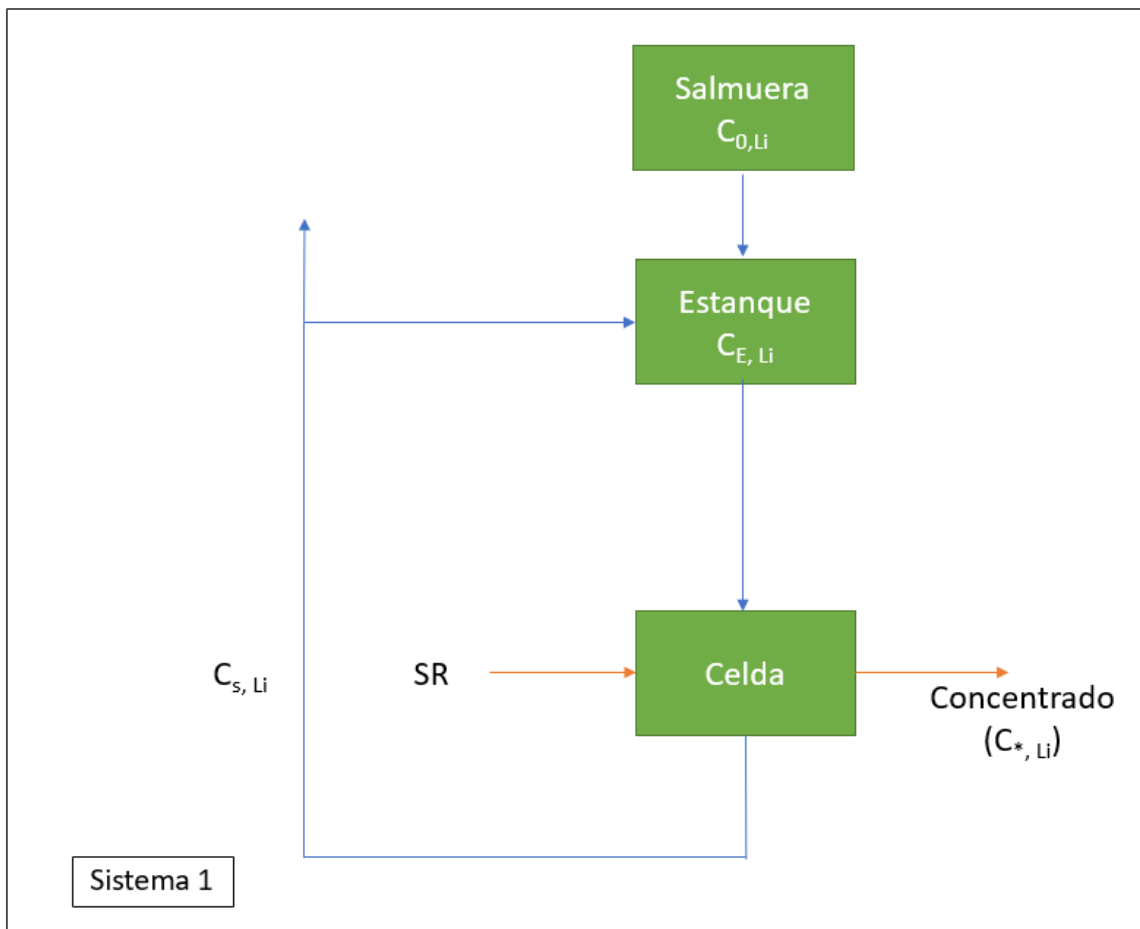 Salmuera
C0,Li
Estanque
CE, Li
Cs, Li
SR
Celda
Concentrado
(C*, Li)
Sistema 1